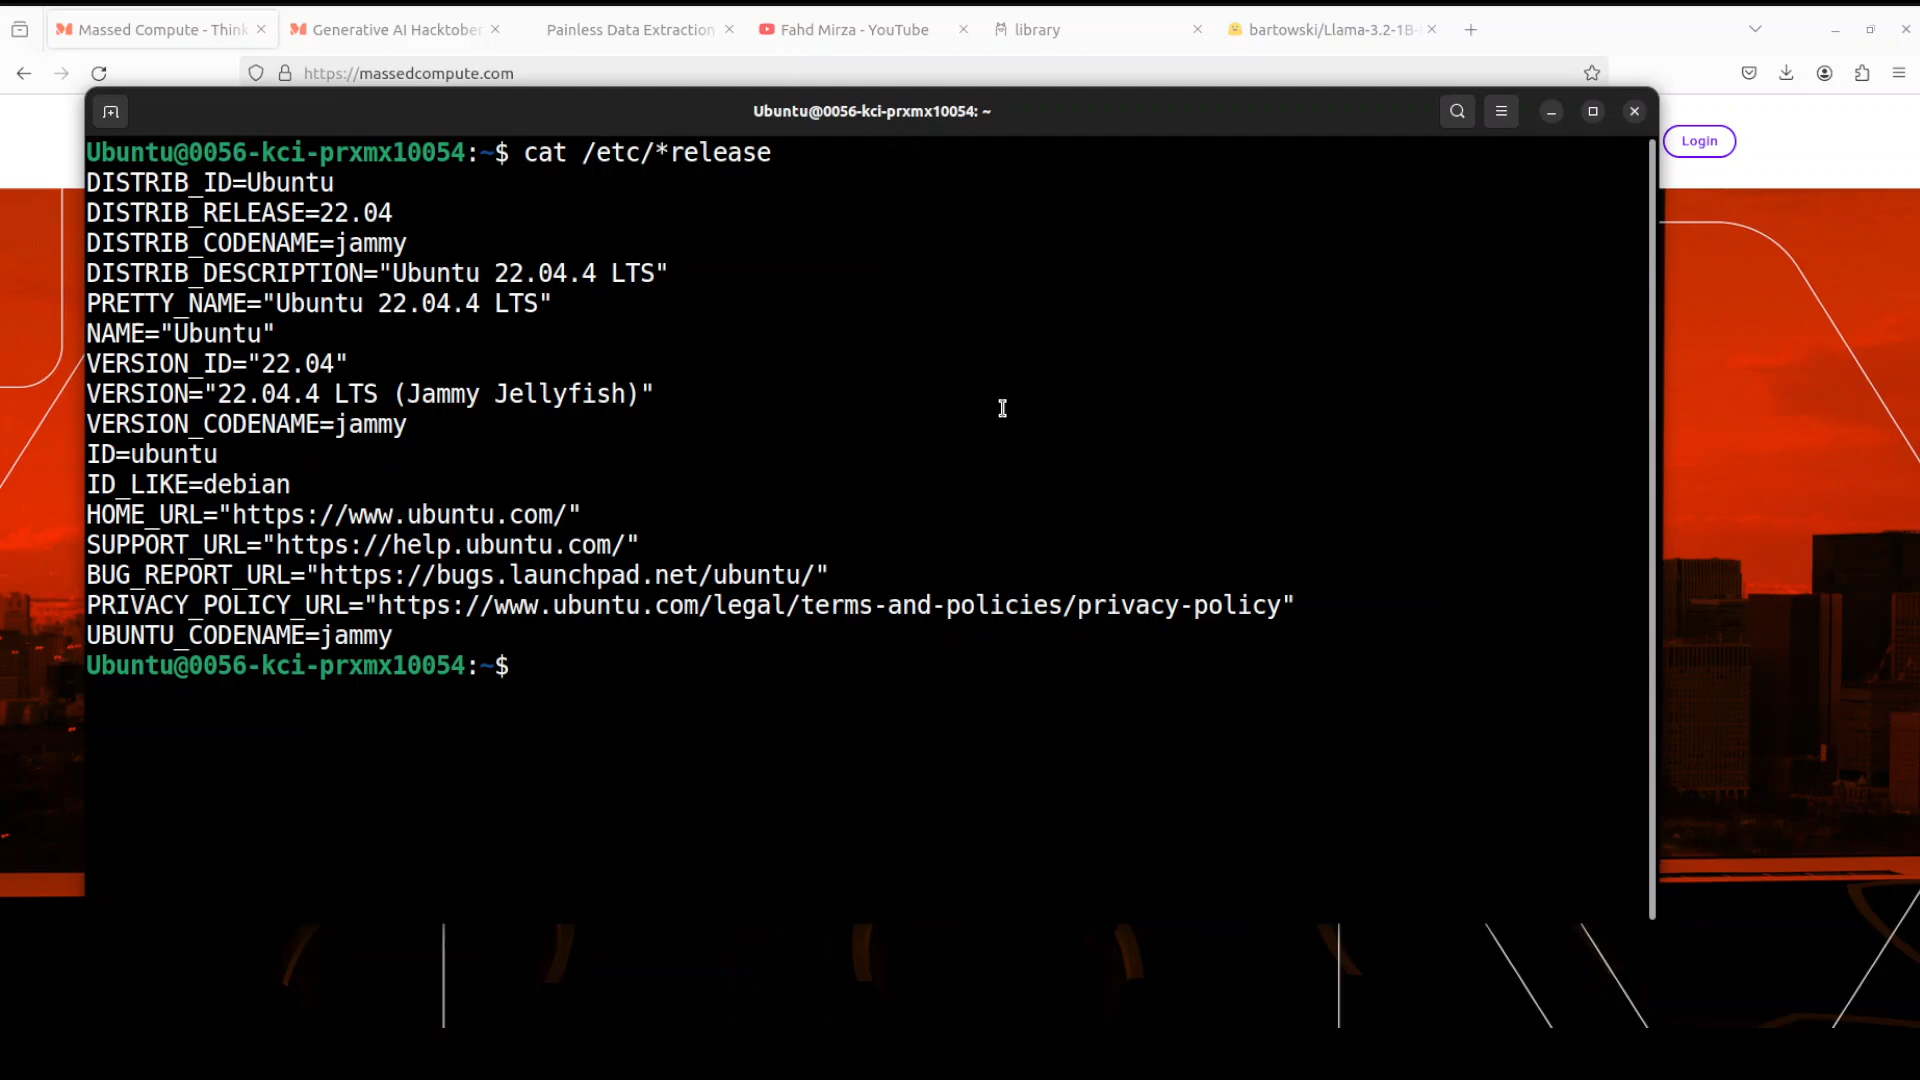 Massed Compute - Think
Generative AI Hacktober
Painless Data Extraction
Fahd Mirza - YouTube
library
bartowski/Llama-3.2-1B-
https://massedcompute.com
Ubuntu@0056-kci-prxmx10054: ~
Login
Ubuntu@0056-kci-prxmx10054:~$ cat /etc/*release
DISTRIB_ID=Ubuntu
DISTRIB_RELEASE=22.04
DISTRIB_CODENAME=jammy
DISTRIB_DESCRIPTION="Ubuntu 22.04.4 LTS"
PRETTY_NAME="Ubuntu 22.04.4 LTS"
NAME="Ubuntu"
VERSION_ID="22.04"
VERSION="22.04.4 LTS (Jammy Jellyfish)"
VERSION_CODENAME=jammy
ID=ubuntu
ID_LIKE=debian
HOME_URL="https://www.ubuntu.com/"
SUPPORT_URL="https://help.ubuntu.com/"
BUG_REPORT_URL="https://bugs.launchpad.net/ubuntu/"
PRIVACY_POLICY_URL="https://www.ubuntu.com/legal/terms-and-policies/privacy-policy"
UBUNTU_CODENAME=jammy
Ubuntu@0056-kci-prxmx10054:~$